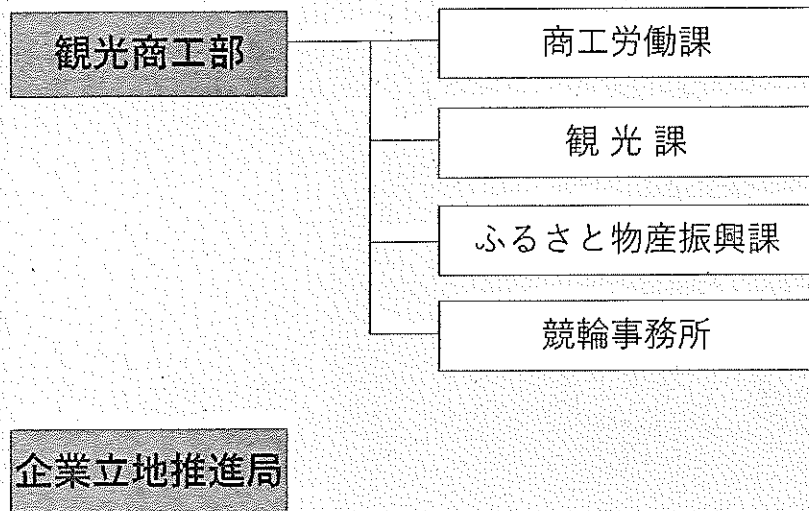 観光商工部
商工労働課
観光課
ふるさと物産振興課
競輪事務所
企業立地推進局